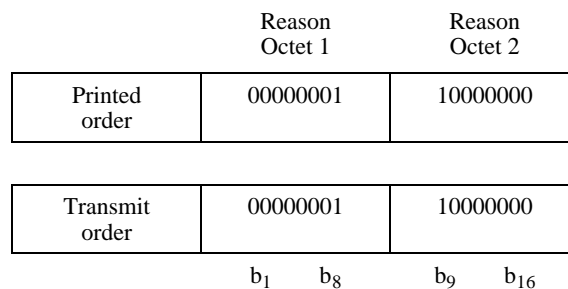 Reason Reason
Octet 1 Octet 2
Printed order 00000001 10000000
Transmit order 00000001 10000000
b1 b8 b9 b16